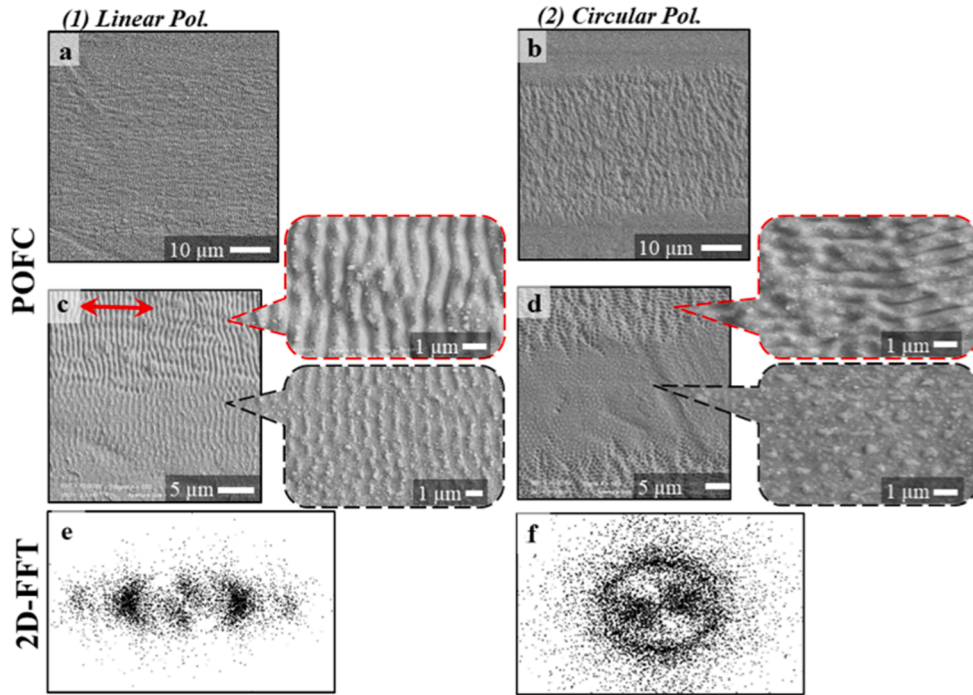 (1) Linear Pol.
(2) Circular Pol.
POFC
a
10 μm
b
10 μm
1 μm
1 μm
c
5 μm
1 μm
d
5 μm
1 μm
2D-FFT
e
f